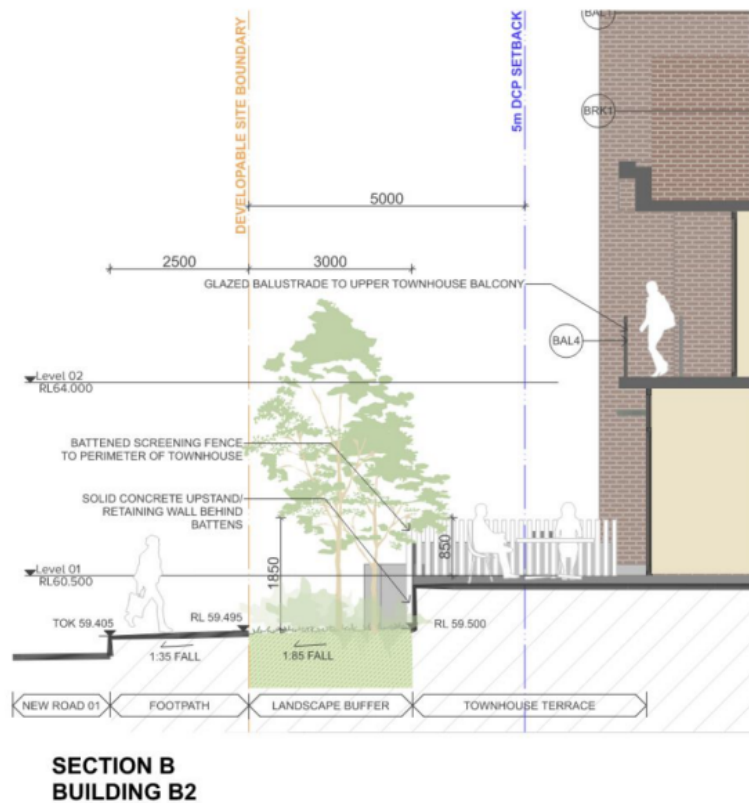 BAL1
BRK1
DEVELOPABLE SITE BOUNDARY
5m DCP SETBACK
5000
2500
3000
GLAZED BALUSTRADE TO UPPER TOWNHOUSE BALCONY
BAL4
Level 02
RL64.000
BATTENED SCREENING FENCE
TO PERIMETER OF TOWNHOUSE
SOLID CONCRETE UPSTAND/
RETAINING WALL BEHIND
BATTENS
1850
850
Level 01
RL60.500
TOK 59.405
RL 59.495
RL 59.500
1:35 FALL
1:85 FALL
NEW ROAD 01
FOOTPATH
LANDSCAPE BUFFER
TOWNHOUSE TERRACE
SECTION B
BUILDING B2